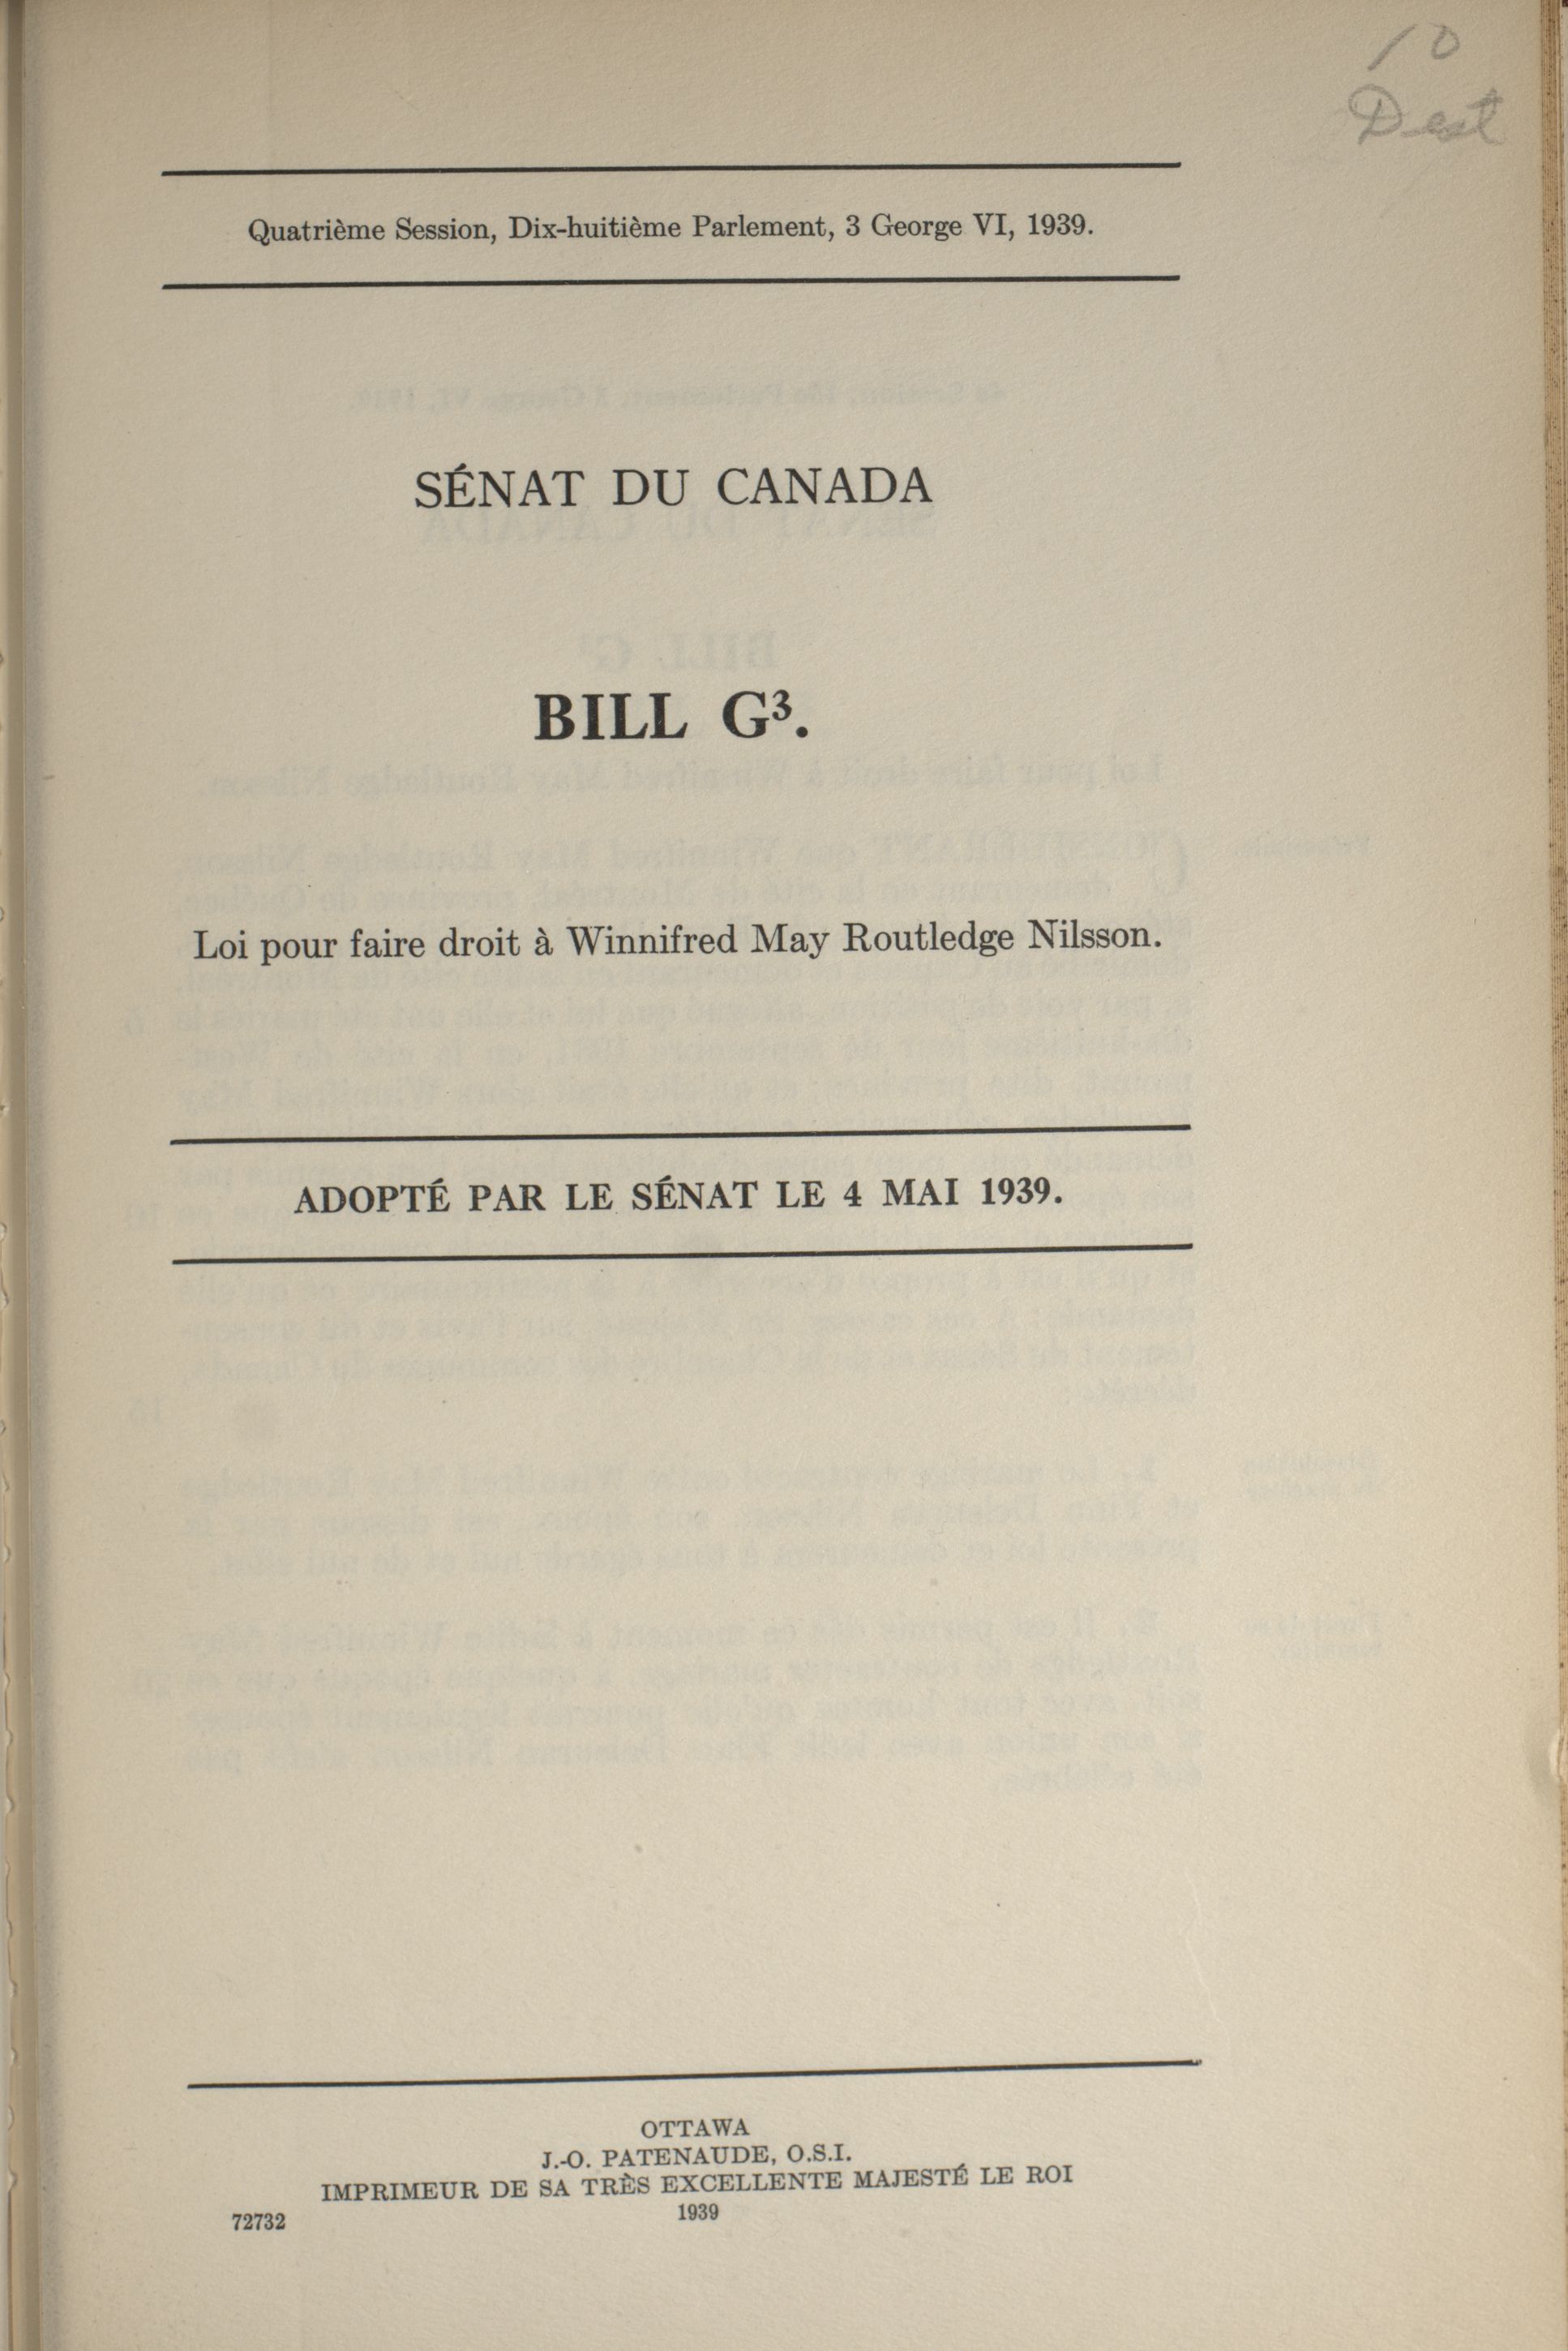 10
Dest
Quatrième Session, Dix-huitième Parlement, 3 George VI, 1939.
SÉNAT DU CANADA
BILL G³.
Loi pour faire droit à Winnifred May Routledge Nilsson.
ADOPTÉ PAR LE SÉNAT LE 4 MAI 1939.
OTTAWA
J.-O. PATENAUDE, O.S.I.
IMPRIMEUR DE SA TRÈS EXCELLENTE MAJESTÉ LE ROI
1939
72732